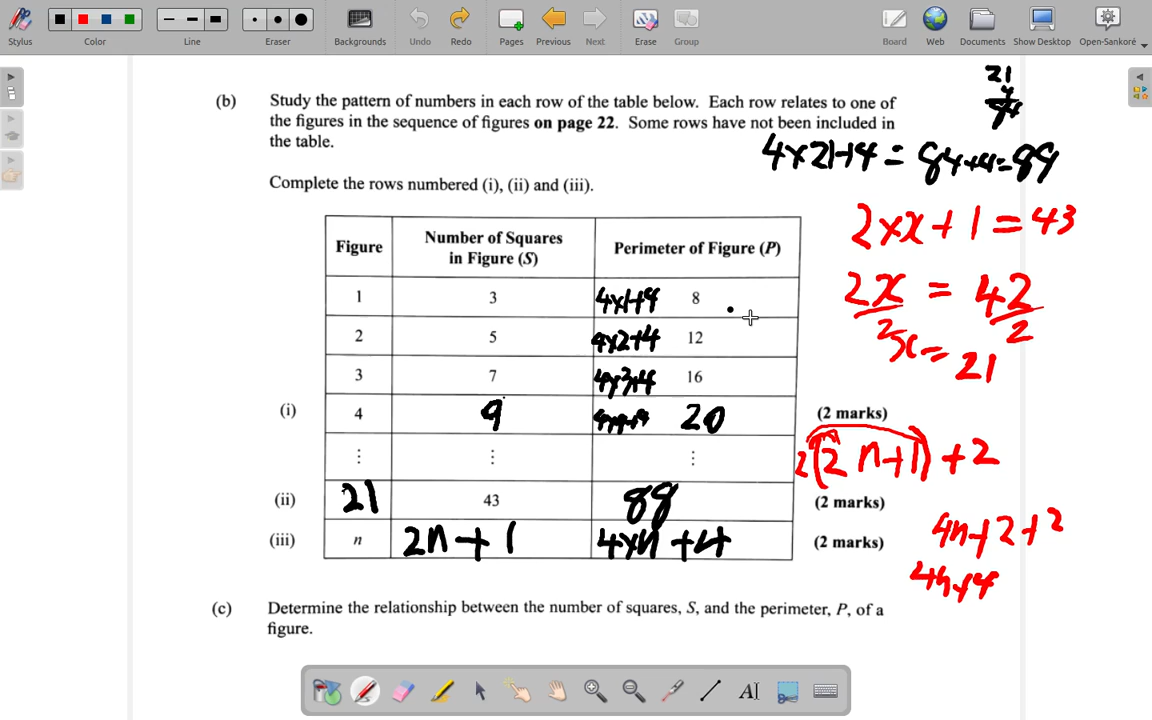 Stylus Color Line Eraser Backgrounds Undo Redo Pages Previous Next Erase Group Board Web Documents Show Desktop Open-Sankoré
21
4
84
(b) Study the pattern of numbers in each row of the table below. Each row relates to one of
the figures in the sequence of figures on page 22. Some rows have not been included in
the table.
4x21+4 = 84+4=88
Complete the rows numbered (i), (ii) and (iii).
2xx+1=43
Figure Number of Squares in Figure (S) Perimeter of Figure (P)
2x = 42
2 2
x = 21
1 3 4x1+4 8 .
2 5 4x2+4 12
3 7 4x3+4 16
(i) 4 9 4x4+4 20 (2 marks)
⋮ ⋮ ⋮
2(2n+1)+2
(ii) 21 43 88 (2 marks)
(iii) n 2n+1 4xn+4 (2 marks)
4n+2+2
4n+4
(c) Determine the relationship between the number of squares, S, and the perimeter, P, of a
figure.